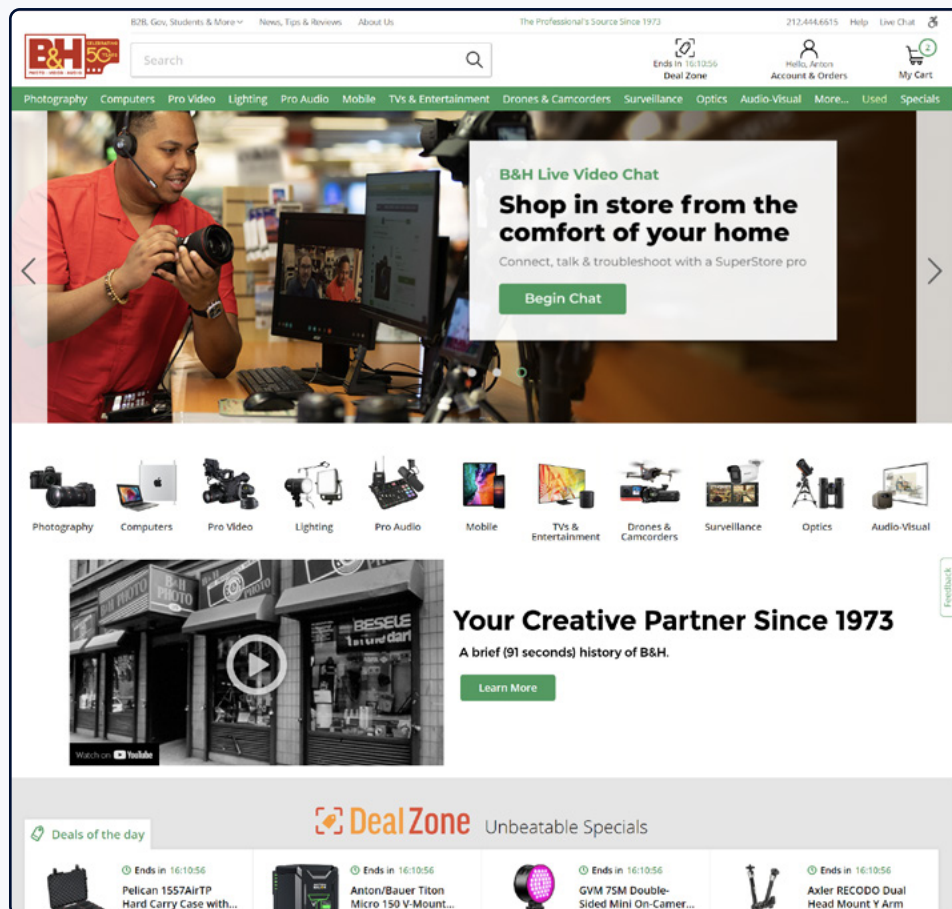 B2B, Gov, Students & More
News, Tips & Reviews
About Us
The Professional's Source Since 1973
212.444.6615
Help
Live Chat
B&H
PHOTO · VIDEO · AUDIO
CELEBRATING
50 YEARS
Search
Ends in 16:10:56
Deal Zone
Hello, Anton
Account & Orders
2
My Cart
Photography
Computers
Pro Video
Lighting
Pro Audio
Mobile
TVs & Entertainment
Drones & Camcorders
Surveillance
Optics
Audio-Visual
More...
Used
Specials
B&H Live Video Chat
Shop in store from the
comfort of your home
Connect, talk & troubleshoot with a SuperStore pro
Begin Chat
Photography
Computers
Pro Video
Lighting
Pro Audio
Mobile
TVs &
Entertainment
Drones &
Camcorders
Surveillance
Optics
Audio-Visual
Feedback
B&H PHOTO
B&H
PHOTO
BESELE
Watch on YouTube
Your Creative Partner Since 1973
A brief (91 seconds) history of B&H.
Learn More
Deal Zone
Unbeatable Specials
Deals of the day
Ends in 16:10:56
Pelican 1557AirTP
Hard Carry Case with...
Ends in 16:10:56
Anton/Bauer Titon
Micro 150 V-Mount...
Ends in 16:10:56
GVM 7SM Double-
Sided Mini On-Camer...
Ends in 16:10:56
Axler RECODO Dual
Head Mount Y Arm